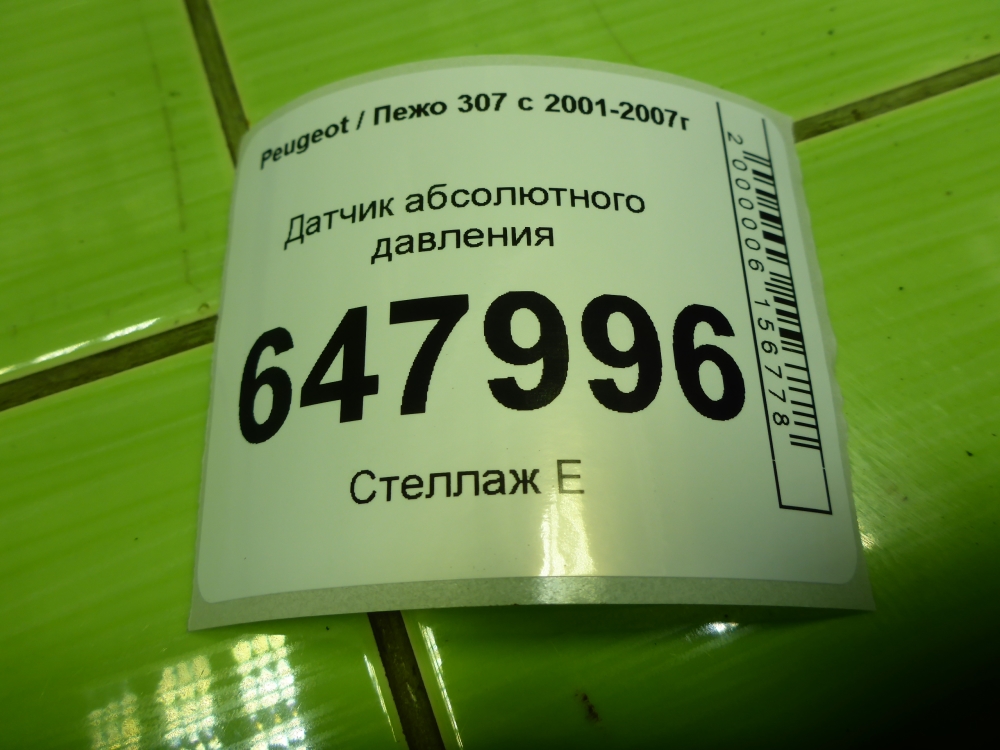 Peugeot / Пежо 307 с 2001-2007г
Датчик абсолютного
давления
647996
Стеллаж Е
2000006156778